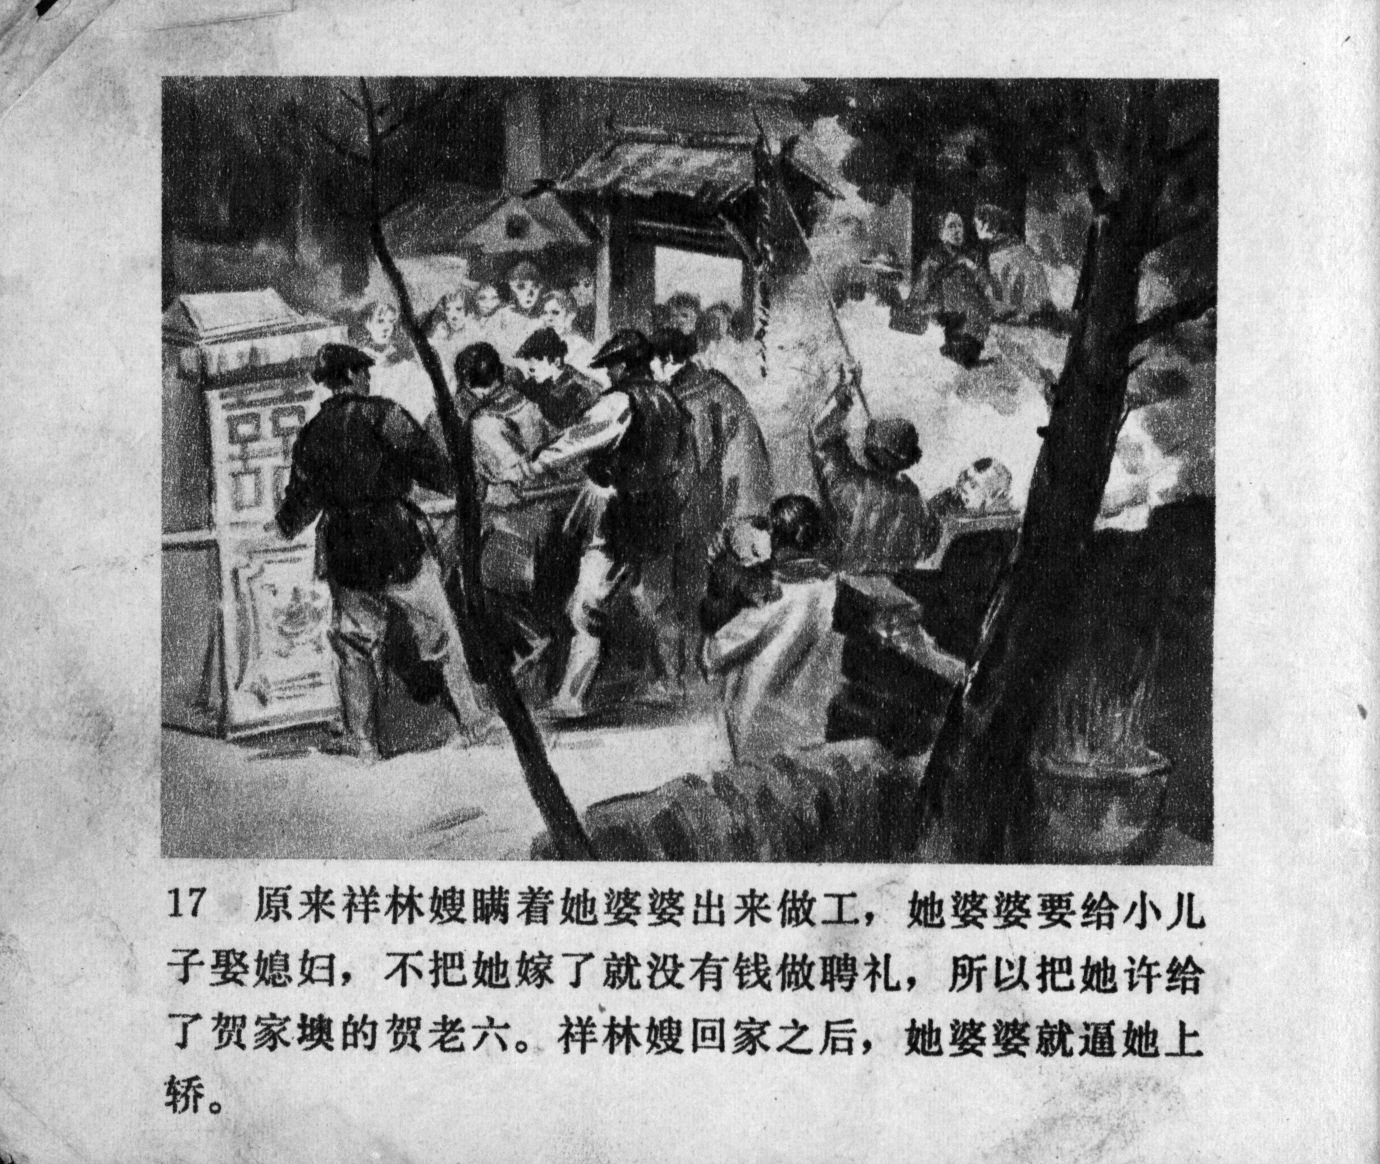 囍
17 原来祥林嫂瞒着她婆婆出来做工，她婆婆要给小儿
子娶媳妇，不把她嫁了就没有钱做聘礼，所以把她许给
了贺家墺的贺老六。祥林嫂回家之后，她婆婆就逼她上
轿。